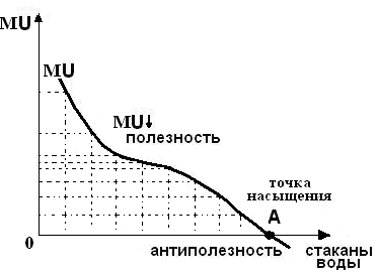 MU
MU
MU↓
полезность
точка
насыщения
A
0
антиполезность
стаканы
воды